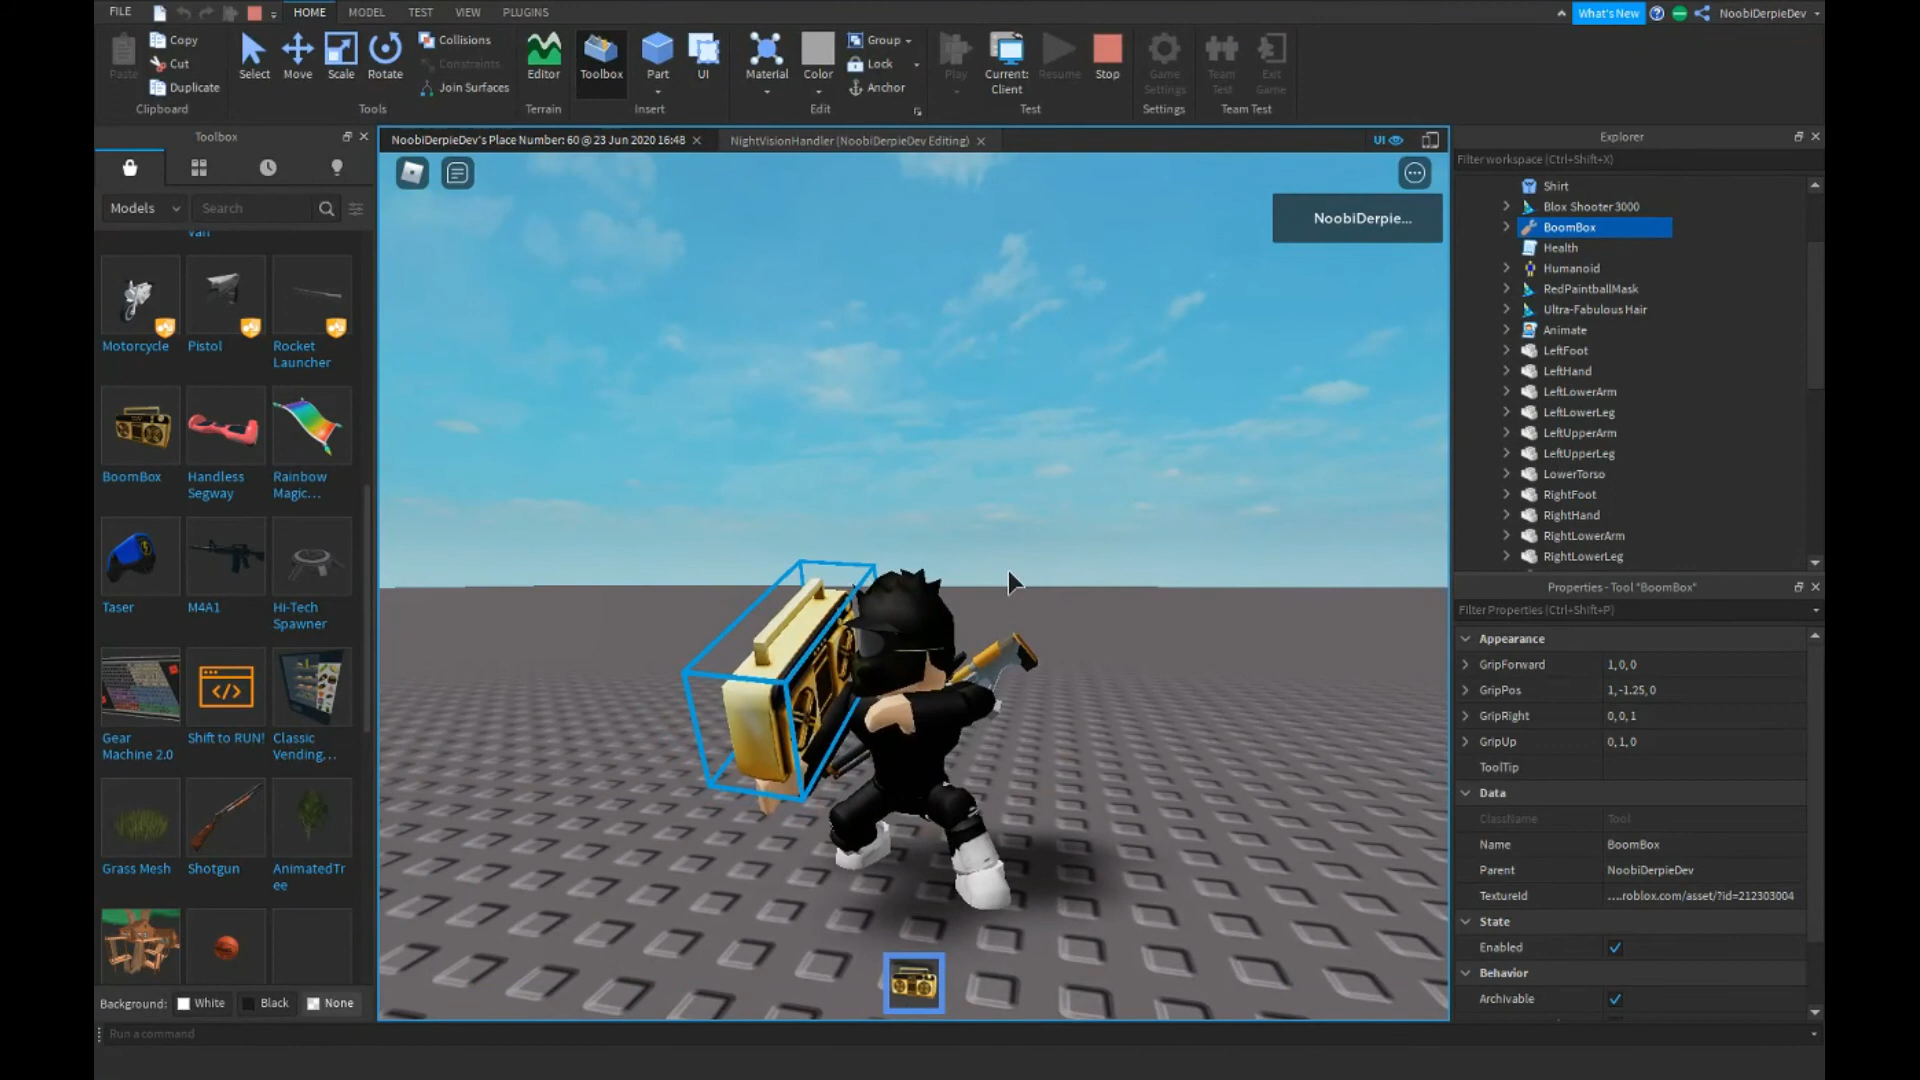 FILE HOME MODEL TEST VIEW PLUGINS What's New NoobiDerpieDev
Paste Copy Cut Duplicate
Clipboard
Select Move Scale Rotate
Collisions
Constraints
Join Surfaces
Tools
Editor
Terrain
Toolbox Part UI
Insert
Material Color
Group
Lock
Anchor
Edit
Play Current: Client Resume Stop
Test
Game Settings
Settings
Team Test Exit Game
Team Test
Toolbox
Models Search
Van
Motorcycle Pistol Rocket Launcher
BoomBox Handless Segway Rainbow Magic...
Taser M4A1 Hi-Tech Spawner
Gear Machine 2.0 Shift to RUN! Classic Vending...
Grass Mesh Shotgun AnimatedTree
Background: White Black None
Run a command
NoobiDerpieDev's Place Number: 60 @ 23 Jun 2020 16:48
NightVisionHandler (NoobiDerpieDev Editing)
UI
NoobiDerpie...
Explorer
Filter workspace (Ctrl+Shift+X)
Shirt
Blox Shooter 3000
BoomBox
Health
Humanoid
RedPaintballMask
Ultra-Fabulous Hair
Animate
LeftFoot
LeftHand
LeftLowerArm
LeftLowerLeg
LeftUpperArm
LeftUpperLeg
LowerTorso
RightFoot
RightHand
RightLowerArm
RightLowerLeg
Properties - Tool "BoomBox"
Filter Properties (Ctrl+Shift+P)
Appearance
GripForward 1, 0, 0
GripPos 1, -1.25, 0
GripRight 0, 0, 1
GripUp 0, 1, 0
ToolTip
Data
ClassName Tool
Name BoomBox
Parent NoobiDerpieDev
TextureId ....roblox.com/asset/?id=212303004
State
Enabled
Behavior
Archivable